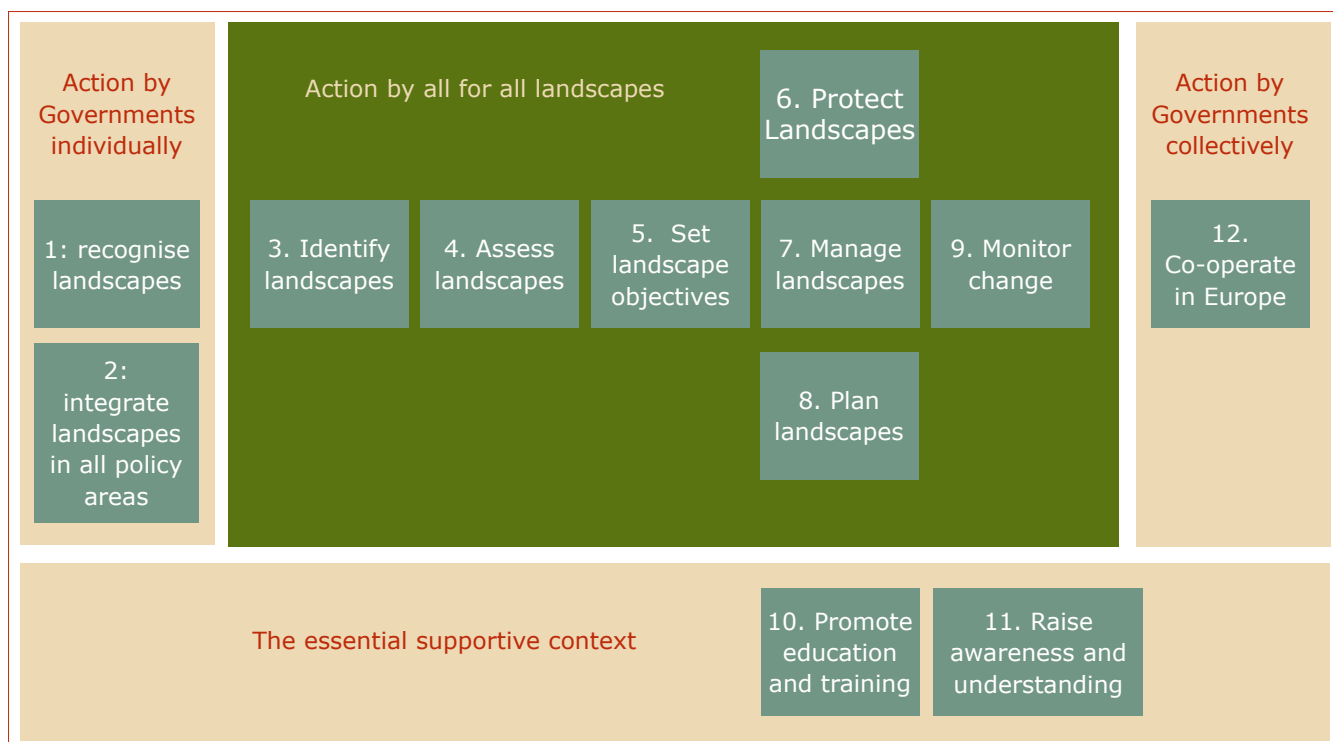 Action by
Governments
individually
1: recognise
landscapes
2:
integrate
landscapes
in all policy
areas
Action by all for all landscapes
3. Identify
landscapes
4. Assess
landscapes
5.  Set
landscape
objectives
6. Protect
Landscapes
7. Manage
landscapes
8. Plan
landscapes
9. Monitor
change
Action by
Governments
collectively
12.
Co-operate
in Europe
The essential supportive context
10. Promote
education
and training
11. Raise
awareness and
understanding